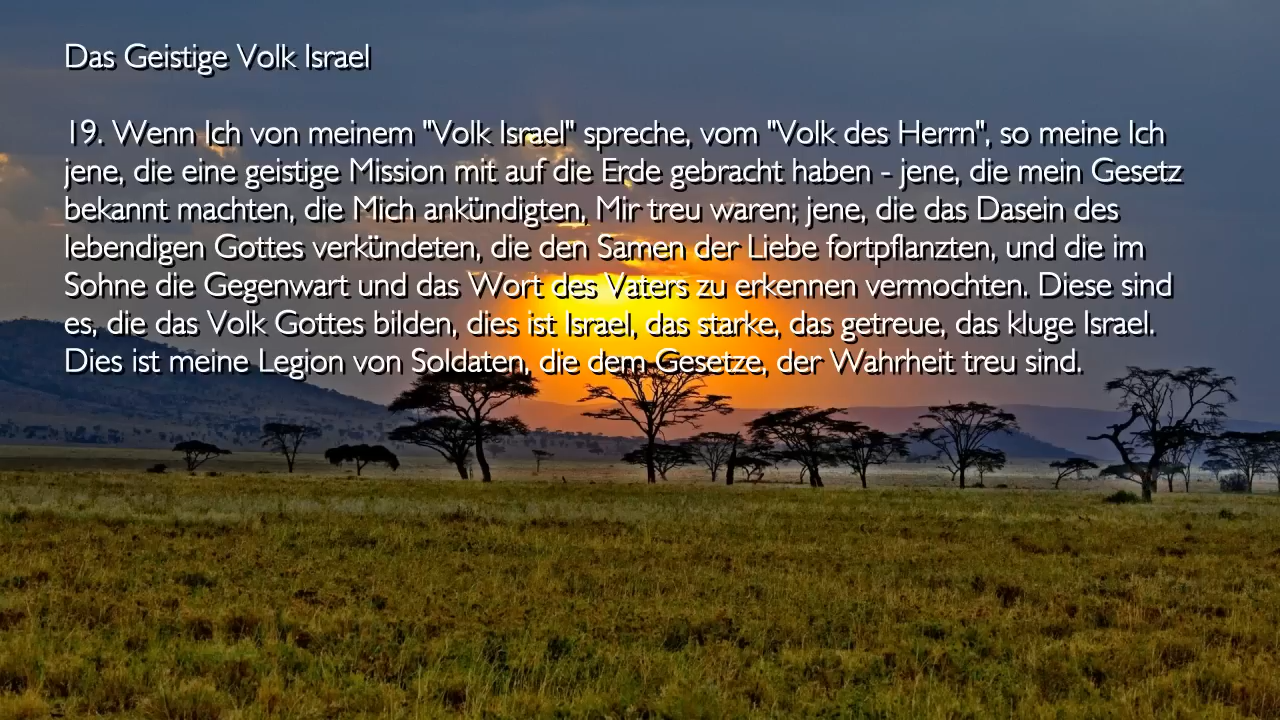 Das Geistige Volk Israel
19. Wenn Ich von meinem "Volk Israel" spreche, vom "Volk des Herrn", so meine Ich
jene, die eine geistige Mission mit auf die Erde gebracht haben - jene, die mein Gesetz
bekannt machten, die Mich ankündigten, Mir treu waren; jene, die das Dasein des
lebendigen Gottes verkündeten, die den Samen der Liebe fortpflanzten, und die im
Sohne die Gegenwart und das Wort des Vaters zu erkennen vermochten. Diese sind
es, die das Volk Gottes bilden, dies ist Israel, das starke, das getreue, das kluge Israel.
Dies ist meine Legion von Soldaten, die dem Gesetze, der Wahrheit treu sind.